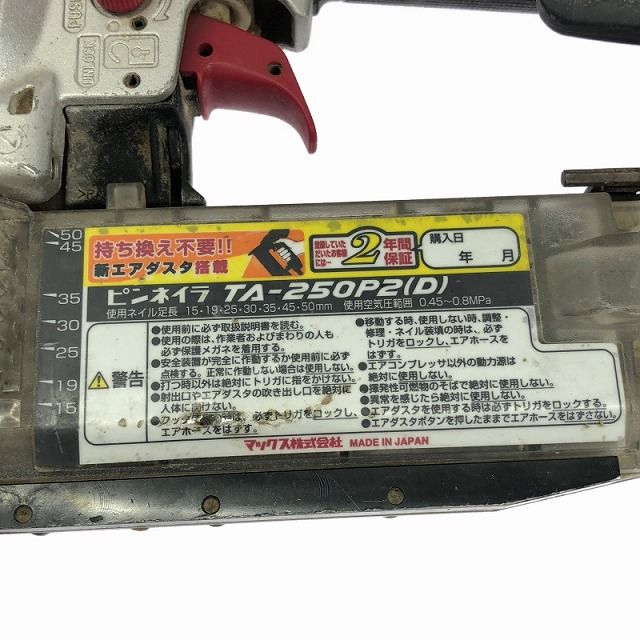 PUS
UNLOCK
50
45
35
30
25
19
15
持ち換え不要!!
新エアダスタ搭載
登録していた
だいたお客様
には…
2年間
保証
購入日
年 月
ピンネイラ TA-250P2(D)
使用ネイル足長 15・19・25・30・35・45・50mm 使用空気圧範囲 0.45〜0.8MPa
警告
●使用前に必ず取扱説明書を読む。
●使用の際は、作業者およびまわりの人も
必ず保護メガネを着用する。
●安全装置が完全に作動するか使用前に必ず
点検する。正常に作動しない場合は使用しない。
●打つ時以外は絶対にトリガに指をかけない。
●射出口やエアダスタの吹き出し口を絶対に
人体に向けない。
は、必ずトリガをロックし、
エアホースをはずす。
●移動する時、使用しない時、調整・
修理・ネイル装填の時は、必ず
トリガをロックし、エアホースを
はずす。
●エアコンプレッサ以外の動力源は
絶対に使用しない。
●揮発性可燃物のそばで絶対に使用しない。
●異常を感じたら絶対に使用しない。
●エアダスタを使用する時は必ずトリガをロックする。
●エアダスタボタンを押したままでエアホースをはずさない。
マックス株式会社 MADE IN JAPAN